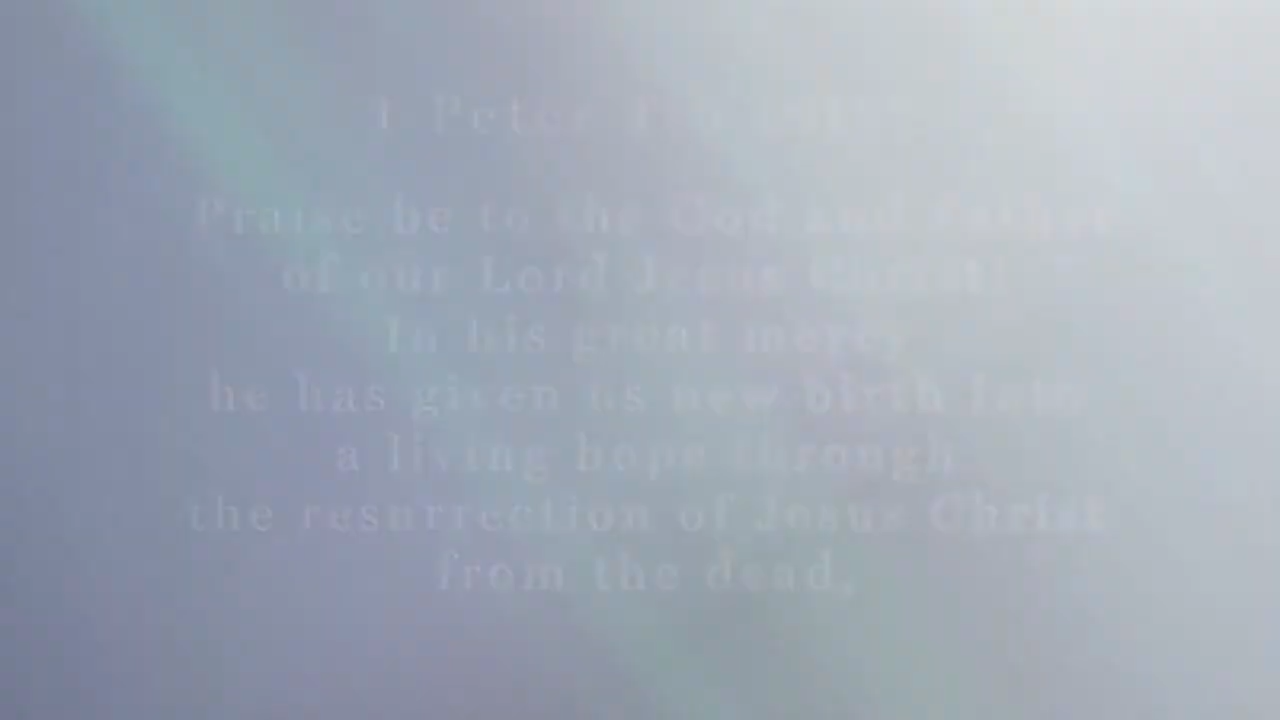 1 Peter
Praise be to the God and Father
of our Lord Jesus Christ!
In his great mercy
he has given us new birth into
a living hope through
the resurrection of Jesus Christ
from the dead,